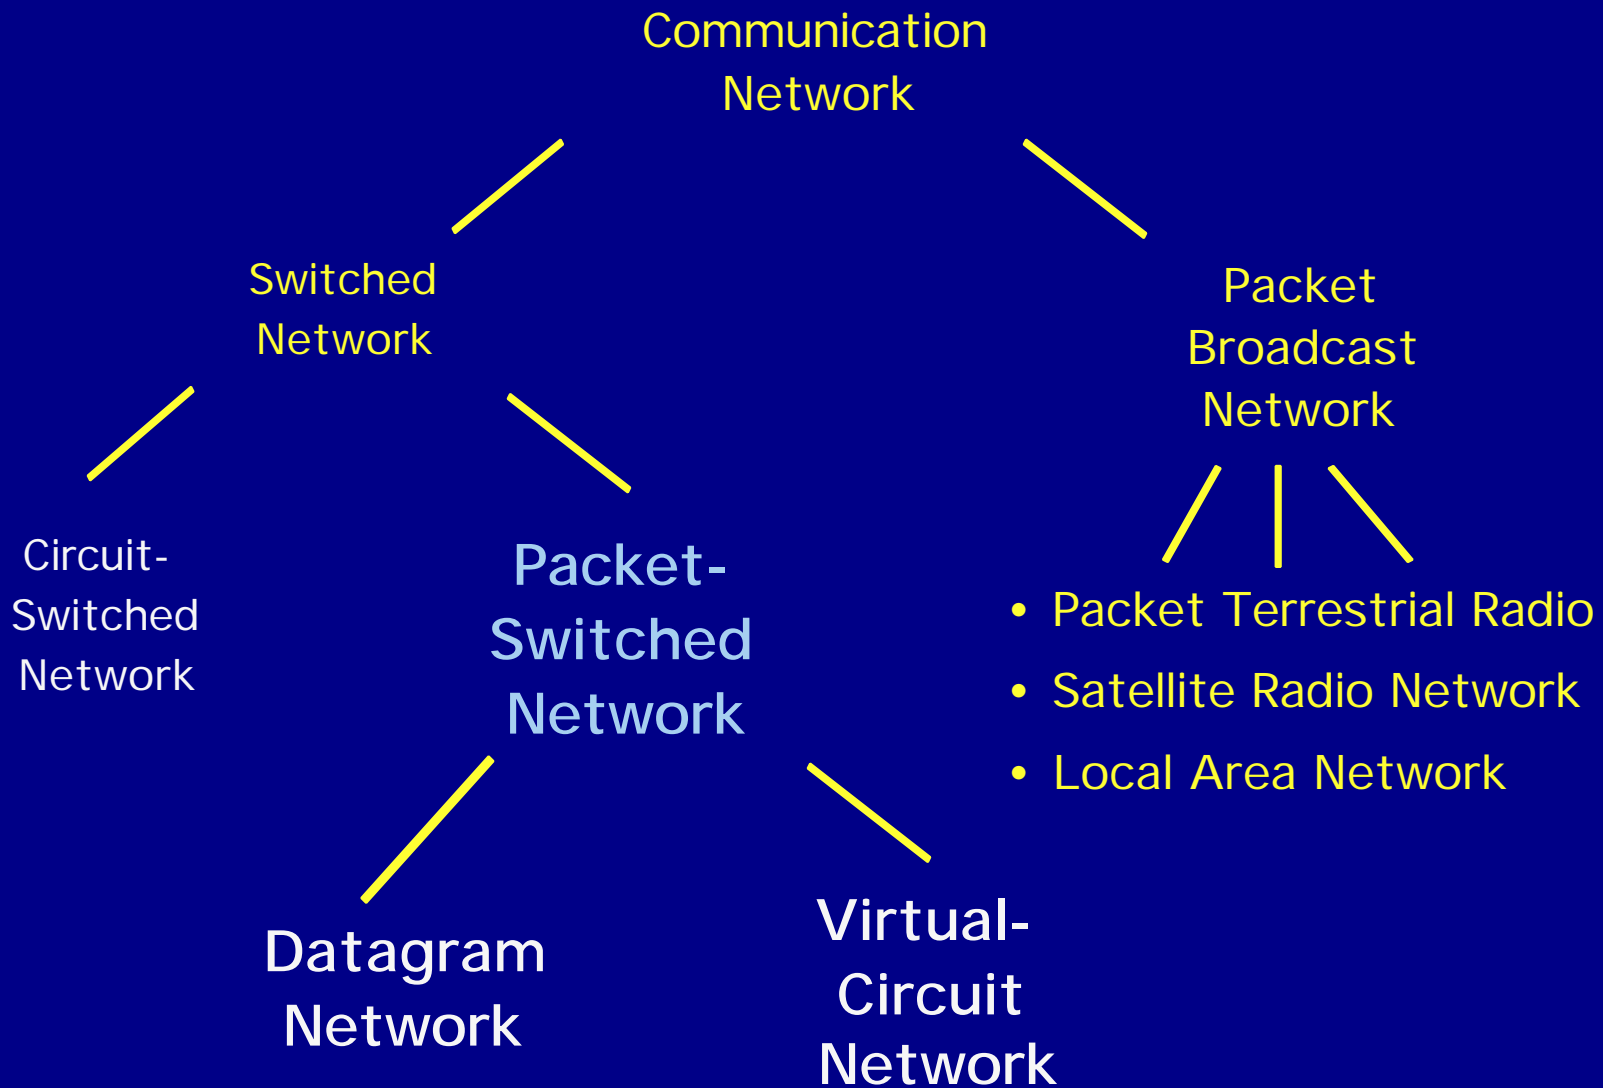 Communication
Network
Switched
Network
Packet
Broadcast
Network
Circuit-
Switched
Network
Packet-
Switched
Network
• Packet Terrestrial Radio
• Satellite Radio Network
• Local Area Network
Datagram
Network
Virtual-
Circuit
Network